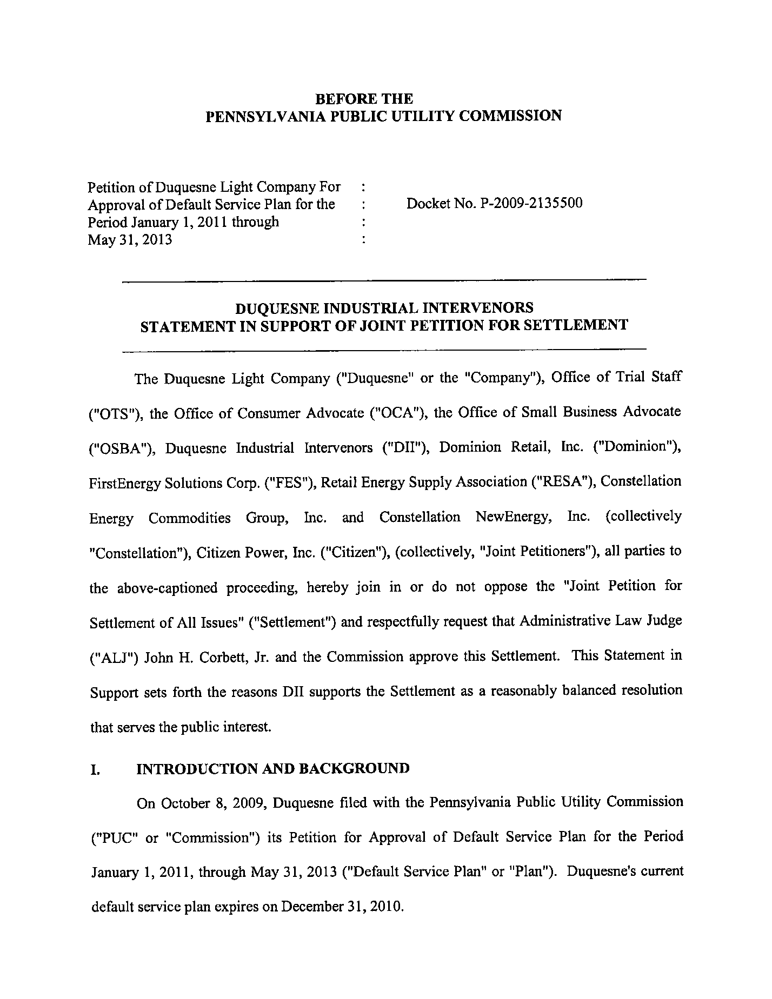 BEFORE THE
PENNSYLVANIA PUBLIC UTILITY COMMISSION
Petition of Duquesne Light Company For :
Approval of Default Service Plan for the : Docket No. P-2009-2135500
Period January 1, 2011 through :
May 31, 2013 :
DUQUESNE INDUSTRIAL INTERVENORS
STATEMENT IN SUPPORT OF JOINT PETITION FOR SETTLEMENT
The Duquesne Light Company ("Duquesne" or the "Company"), Office of Trial Staff
("OTS"), the Office of Consumer Advocate ("OCA"), the Office of Small Business Advocate
("OSBA"), Duquesne Industrial Intervenors ("DII"), Dominion Retail, Inc. ("Dominion"),
FirstEnergy Solutions Corp. ("FES"), Retail Energy Supply Association ("RESA"), Constellation
Energy Commodities Group, Inc. and Constellation NewEnergy, Inc. (collectively
"Constellation"), Citizen Power, Inc. ("Citizen"), (collectively, "Joint Petitioners"), all parties to
the above-captioned proceeding, hereby join in or do not oppose the "Joint Petition for
Settlement of All Issues" ("Settlement") and respectfully request that Administrative Law Judge
("ALJ") John H. Corbett, Jr. and the Commission approve this Settlement. This Statement in
Support sets forth the reasons DII supports the Settlement as a reasonably balanced resolution
that serves the public interest.
I. INTRODUCTION AND BACKGROUND
On October 8, 2009, Duquesne filed with the Pennsylvania Public Utility Commission
("PUC" or "Commission") its Petition for Approval of Default Service Plan for the Period
January 1, 2011, through May 31, 2013 ("Default Service Plan" or "Plan"). Duquesne's current
default service plan expires on December 31, 2010.